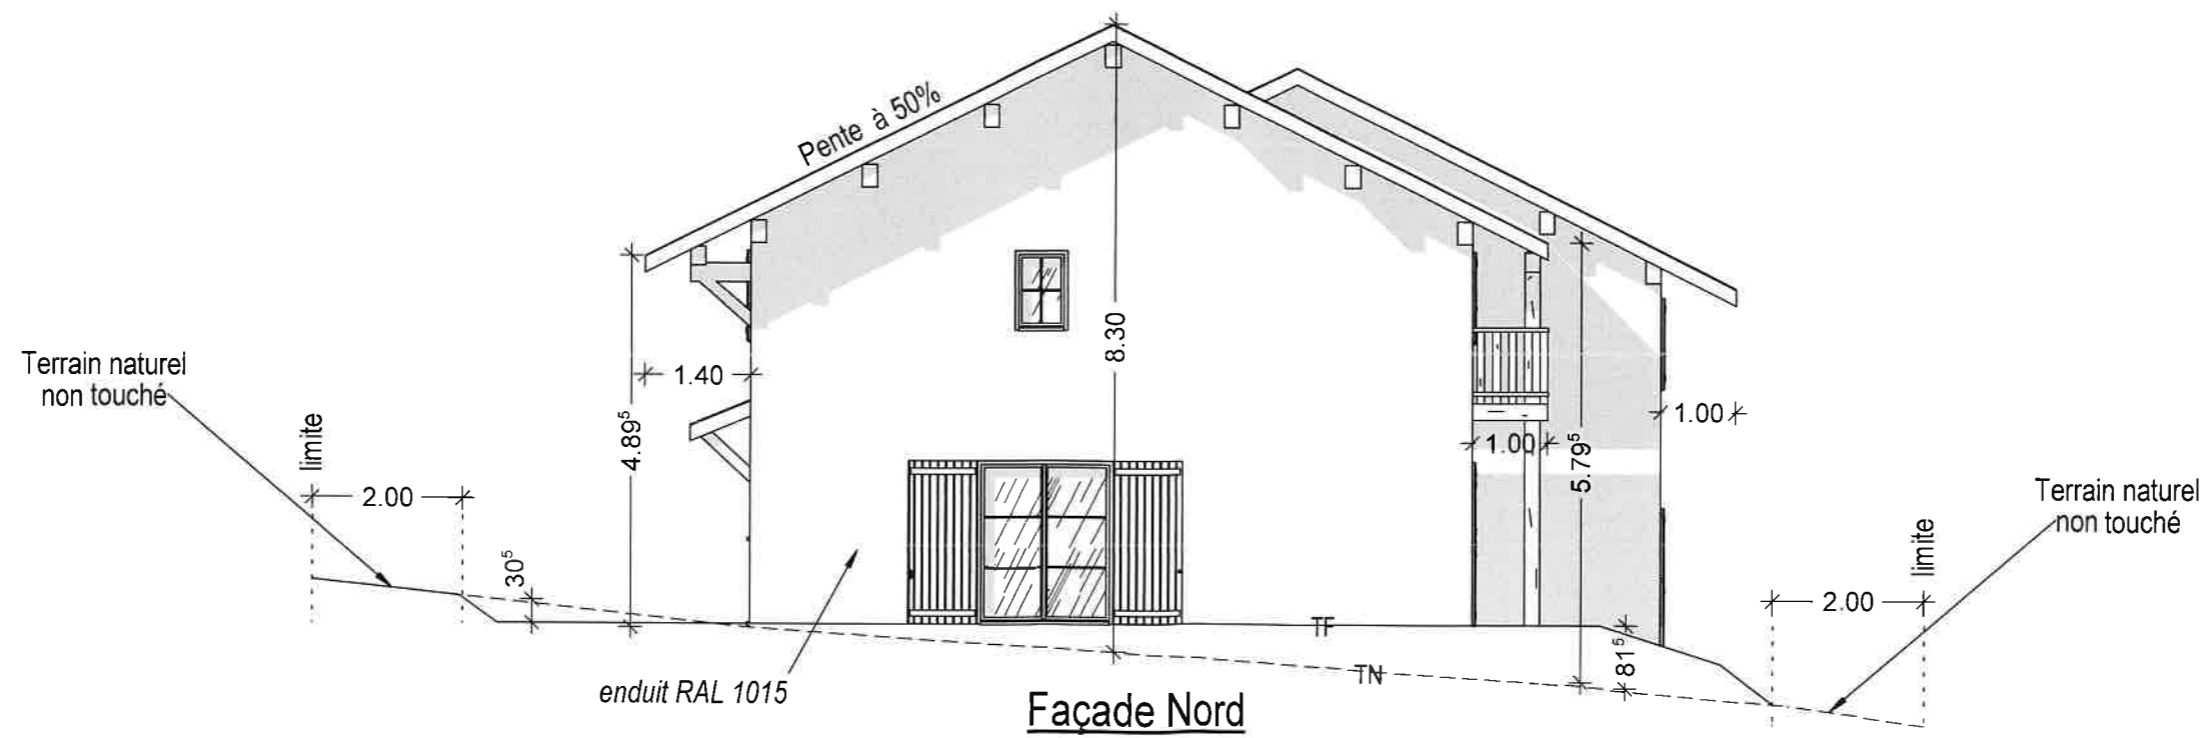 Pente à 50%
8.30
Terrain naturel
non touché
1.40
4.89⁵
limite
2.00
30⁵
1.00
1.00
5.79⁵
Terrain naturel
non touché
limite
2.00
TF
81⁵
TN
enduit RAL 1015
Façade Nord